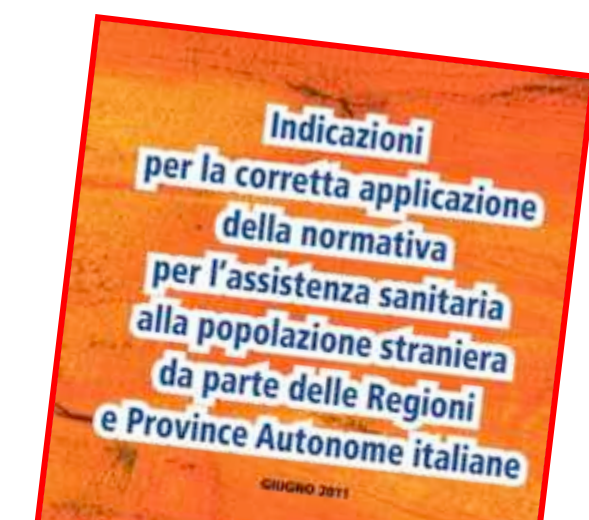 Indicazioni
per la corretta applicazione
della normativa
per l'assistenza sanitaria
alla popolazione straniera
da parte delle Regioni
e Province Autonome italiane
GIUGNO 2011